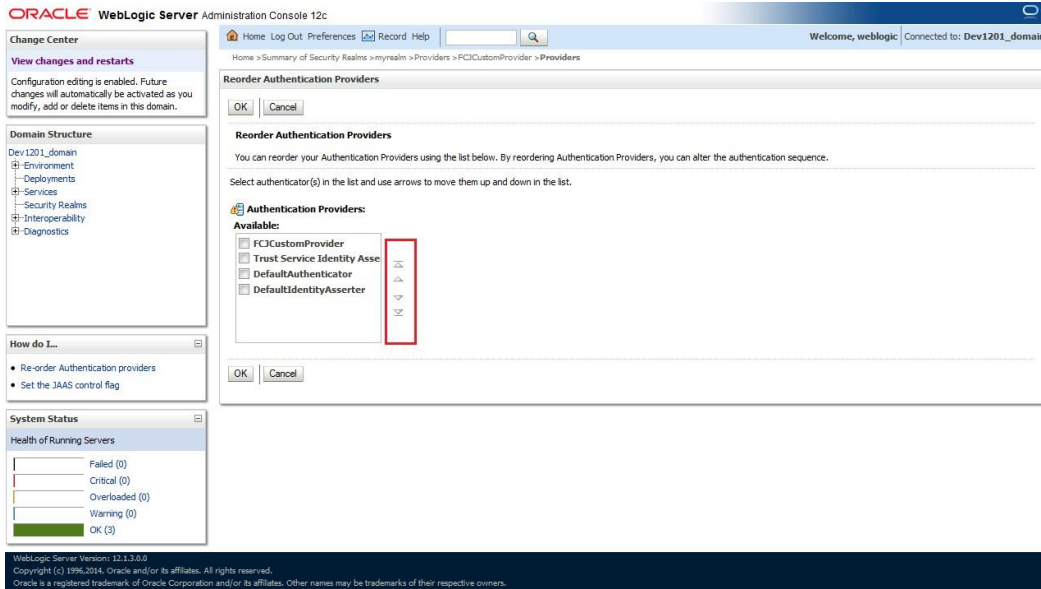 ORACLE WebLogic Server Administration Console 12c
Change Center
View changes and restarts
Configuration editing is enabled. Future
changes will automatically be activated as you
modify, add or delete items in this domain.
Domain Structure
Dev1201_domain
Environment
Deployments
Services
Security Realms
Interoperability
Diagnostics
How do I...
Re-order Authentication providers
Set the JAAS control flag
System Status
Health of Running Servers
Failed (0)
Critical (0)
Overloaded (0)
Warning (0)
OK (3)
Home Log Out Preferences Record Help
Welcome, weblogic Connected to: Dev1201_domain
Home >Summary of Security Realms >myrealm >Providers >FCJCustomProvider >Providers
Reorder Authentication Providers
OK Cancel
Reorder Authentication Providers
You can reorder your Authentication Providers using the list below. By reordering Authentication Providers, you can alter the authentication sequence.
Select authenticator(s) in the list and use arrows to move them up and down in the list.
Authentication Providers:
Available:
FCJCustomProvider
Trust Service Identity Asse
DefaultAuthenticator
DefaultIdentityAsserter
OK Cancel
WebLogic Server Version: 12.1.3.0.0
Copyright (c) 1996,2014, Oracle and/or its affiliates. All rights reserved.
Oracle is a registered trademark of Oracle Corporation and/or its affiliates. Other names may be trademarks of their respective owners.